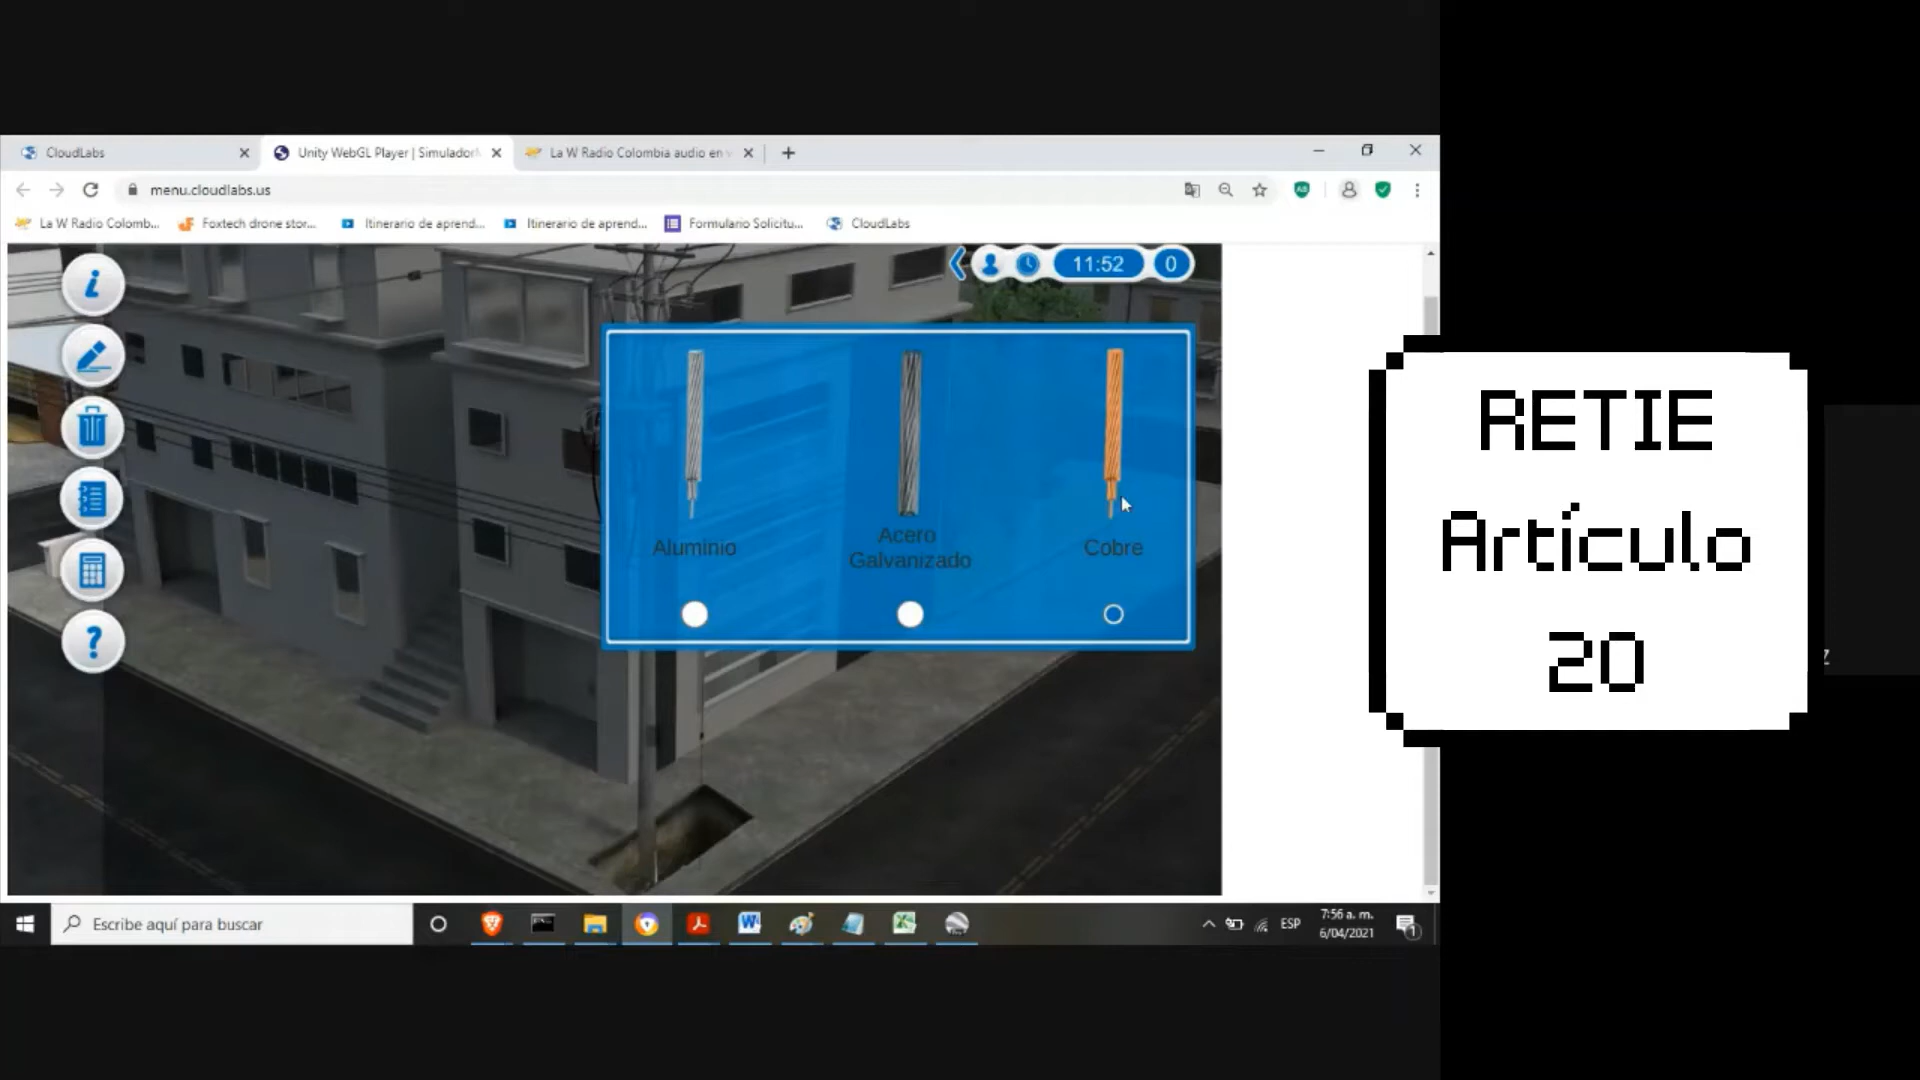 CloudLabs
Unity WebGL Player | Simulador
La W Radio Colombia audio en v
menu.cloudlabs.us
La W Radio Colomb...
Foxtech drone stor...
Itinerario de aprend...
Itinerario de aprend...
Formulario Solicitu...
CloudLabs
11:52
0
Aluminio
Acero
Galvanizado
Cobre
RETIE
Artículo
20
z
Escribe aquí para buscar
ESP
7:56 a. m.
6/04/2021
1